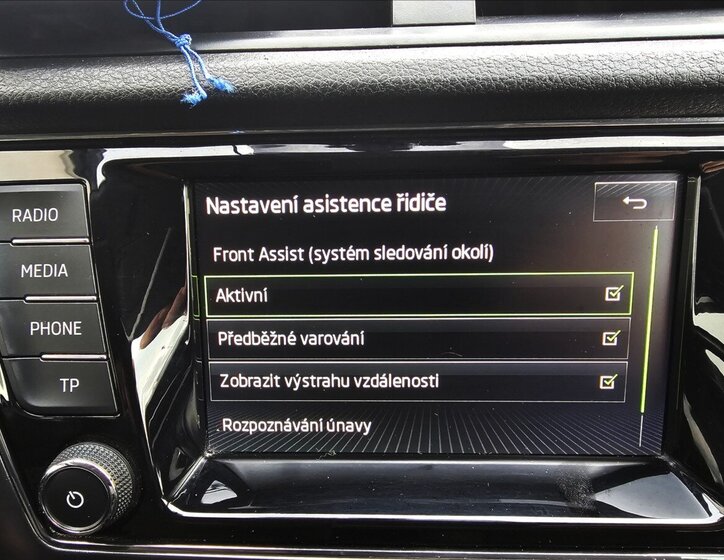 Nastavení asistence řidiče
Front Assist (systém sledování okolí)
Aktivní
Předběžné varování
Zobrazit výstrahu vzdálenosti
Rozpoznávání únavy
RADIO
MEDIA
PHONE
TP